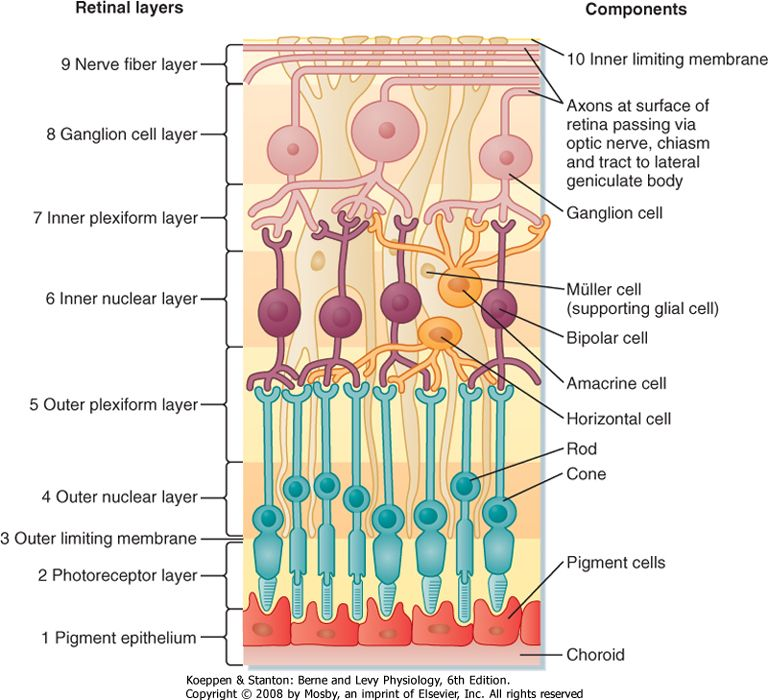 Retinal layers
Components
9 Nerve fiber layer
8 Ganglion cell layer
7 Inner plexiform layer
6 Inner nuclear layer
5 Outer plexiform layer
4 Outer nuclear layer
3 Outer limiting membrane
2 Photoreceptor layer
1 Pigment epithelium
10 Inner limiting membrane
Axons at surface of
retina passing via
optic nerve, chiasm
and tract to lateral
geniculate body
Ganglion cell
Müller cell
(supporting glial cell)
Bipolar cell
Amacrine cell
Horizontal cell
Rod
Cone
Pigment cells
Choroid
Koeppen & Stanton: Berne and Levy Physiology, 6th Edition.
Copyright © 2008 by Mosby, an imprint of Elsevier, Inc. All rights reserved